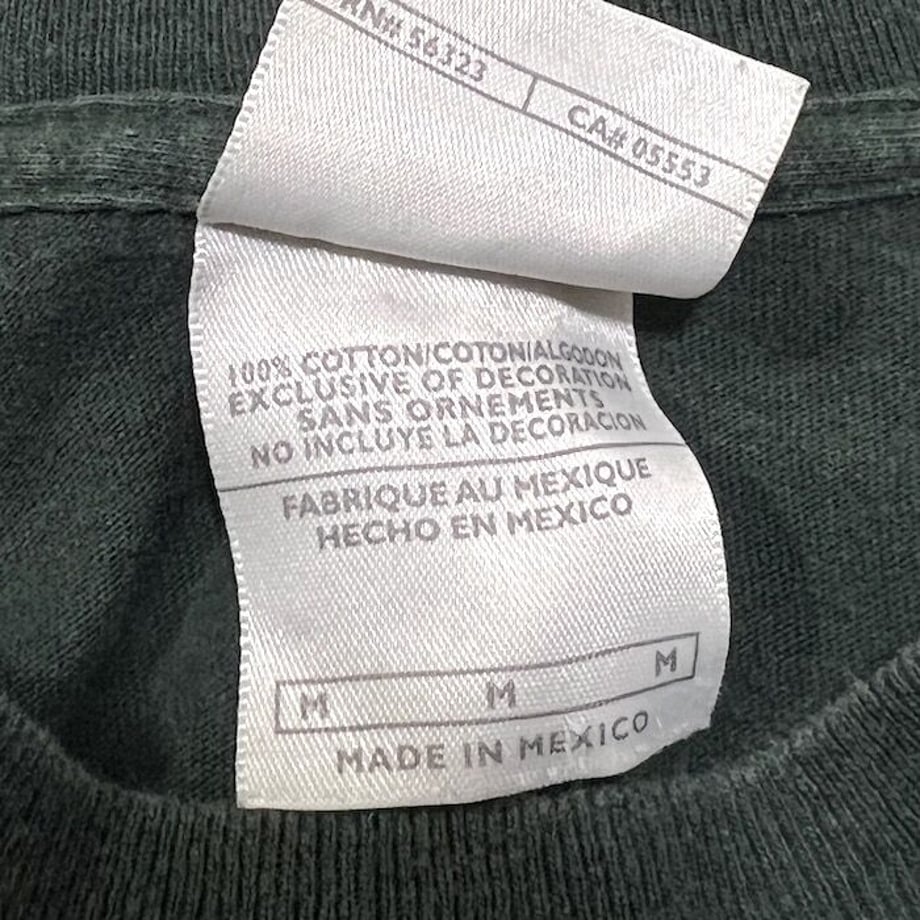 RN# 56323 CA# 05553
100% COTTON/COTON/ALGODON
EXCLUSIVE OF DECORATION
SANS ORNEMENTS
NO INCLUYE LA DECORACION
FABRIQUE AU MEXIQUE
HECHO EN MEXICO
M M M
MADE IN MEXICO